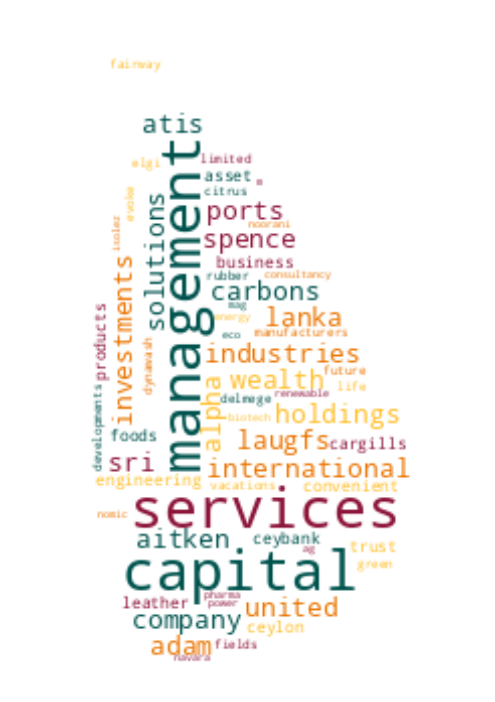 fairway
atis
elgi
limited
management
asset
citrus
evoke
solutions
ports
noorani
isolez
spence
business
investments
rubber
consultancy
carbons
products
mag
energy
lanka
eco
manufacturers
dynawash
industries
future
alpha
wealth
life
developments
delmege
renewable
biotech
holdings
foods
laugfs
cargills
sri
international
engineering
vacations
convenient
nomic
services
aitken
ceybank
ag
trust
capital
green
leather
pharma
power
united
company
ceylon
adam
fields
navara